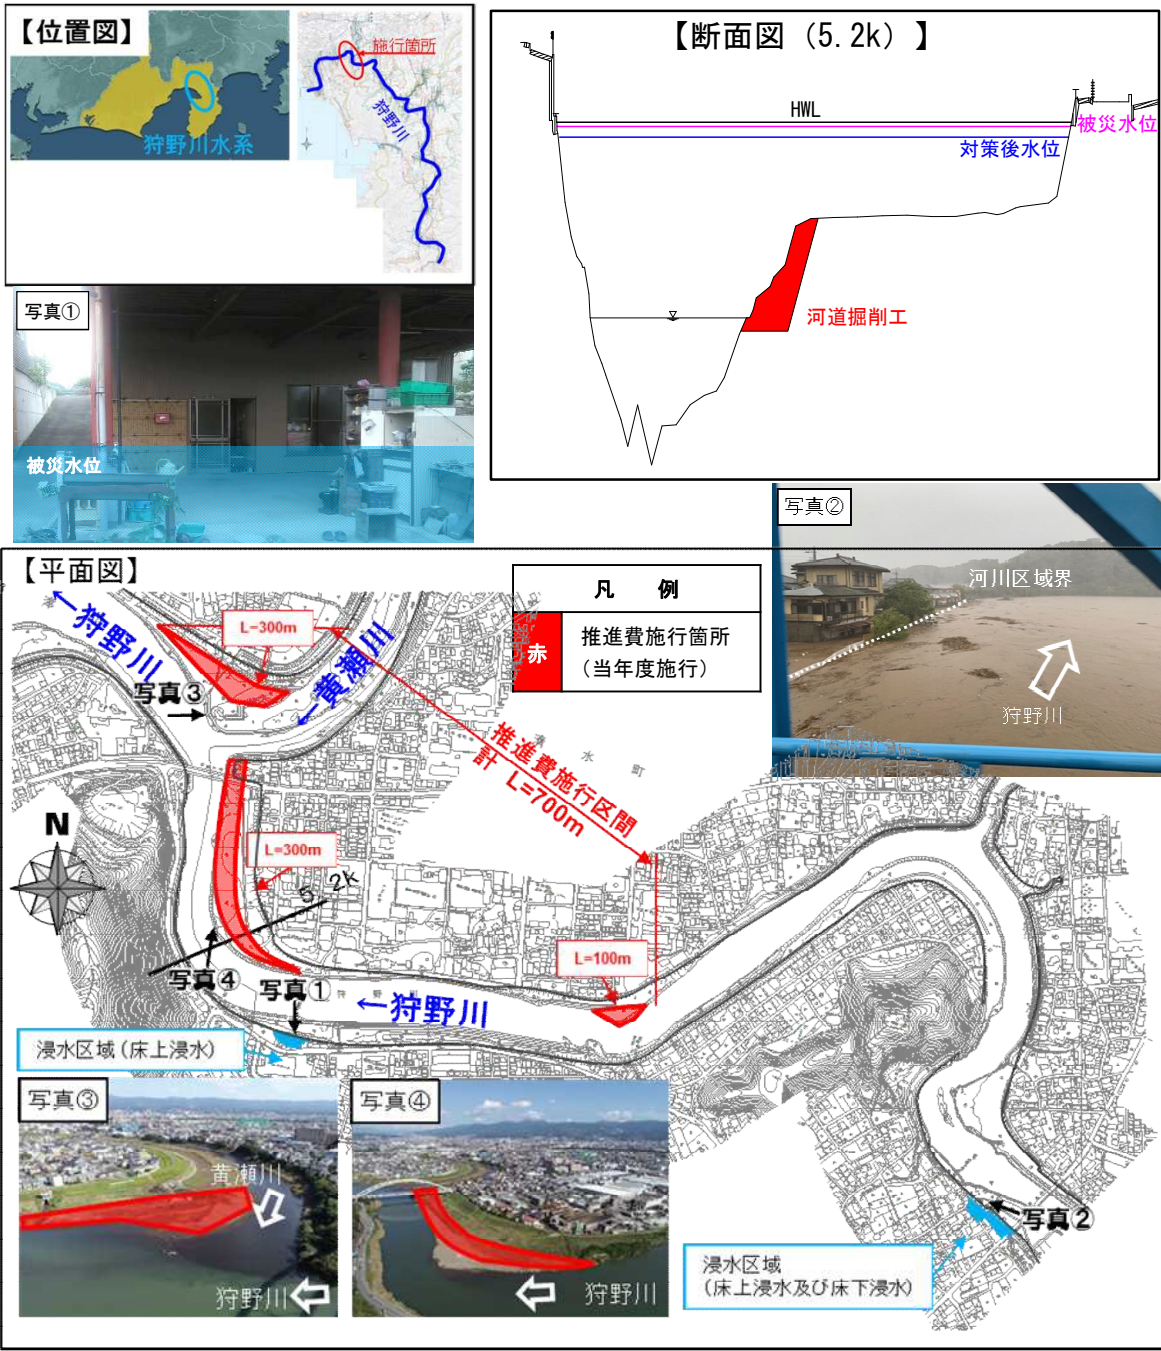 【位置図】
施行箇所
狩野川
狩野川水系
【断面図（5.2k）】
HWL
被災水位
対策後水位
河道掘削工
写真①
被災水位
写真②
河川区域界
狩野川
【平面図】
凡 例
赤
推進費施行箇所
（当年度施行）
←狩野川
L=300m
←黄瀬川
写真③
推進費施行区間
計 L=700m
水
町
N
L=300m
5.2k
写真④
写真①
L=100m
狩野川
←狩野川
浸水区域（床上浸水）
写真③
黄瀬川
狩野川
写真④
狩野川
写真②
浸水区域
（床上浸水及び床下浸水）